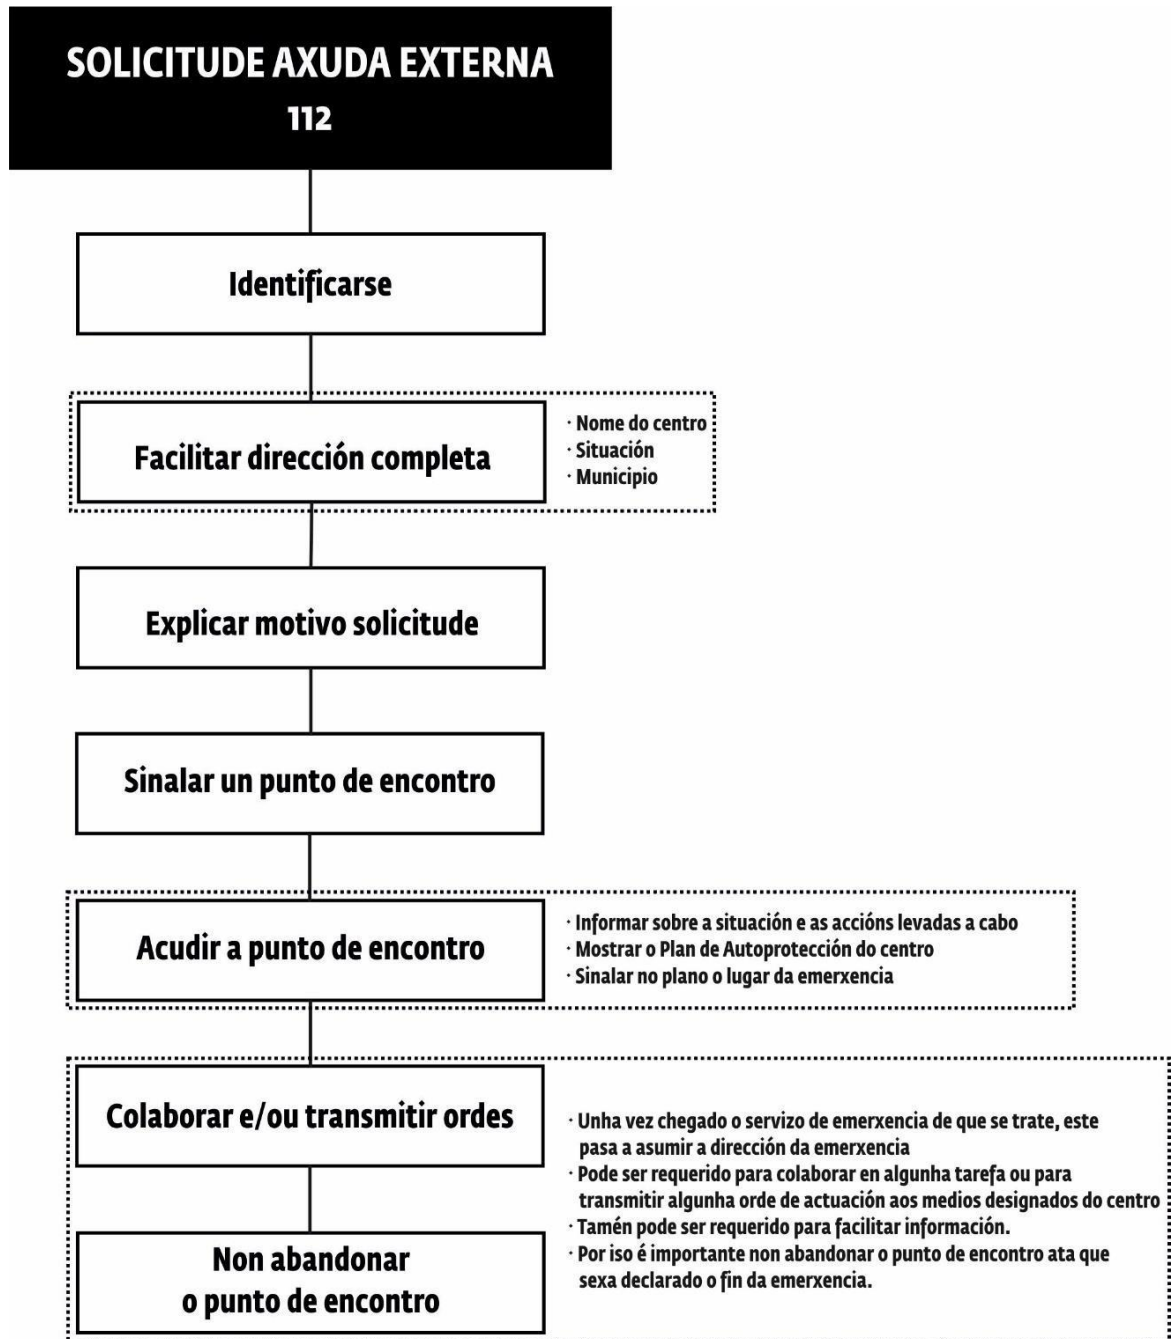 SOLICITUDE AXUDA EXTERNA
112
Identificarse
Facilitar dirección completa
· Nome do centro
· Situación
· Municipio
Explicar motivo solicitude
Sinalar un punto de encontro
Acudir a punto de encontro
· Informar sobre a situación e as accións levadas a cabo
· Mostrar o Plan de Autoprotección do centro
· Sinalar no plano o lugar da emerxencia
Colaborar e/ou transmitir ordes
Non abandonar
o punto de encontro
· Unha vez chegado o servizo de emerxencia de que se trate, este
pasa a asumir a dirección da emerxencia
· Pode ser requerido para colaborar en algunha tarefa ou para
transmitir algunha orde de actuación aos medios designados do centro
· Tamén pode ser requerido para facilitar información.
· Por iso é importante non abandonar o punto de encontro ata que
sexa declarado o fin da emerxencia.